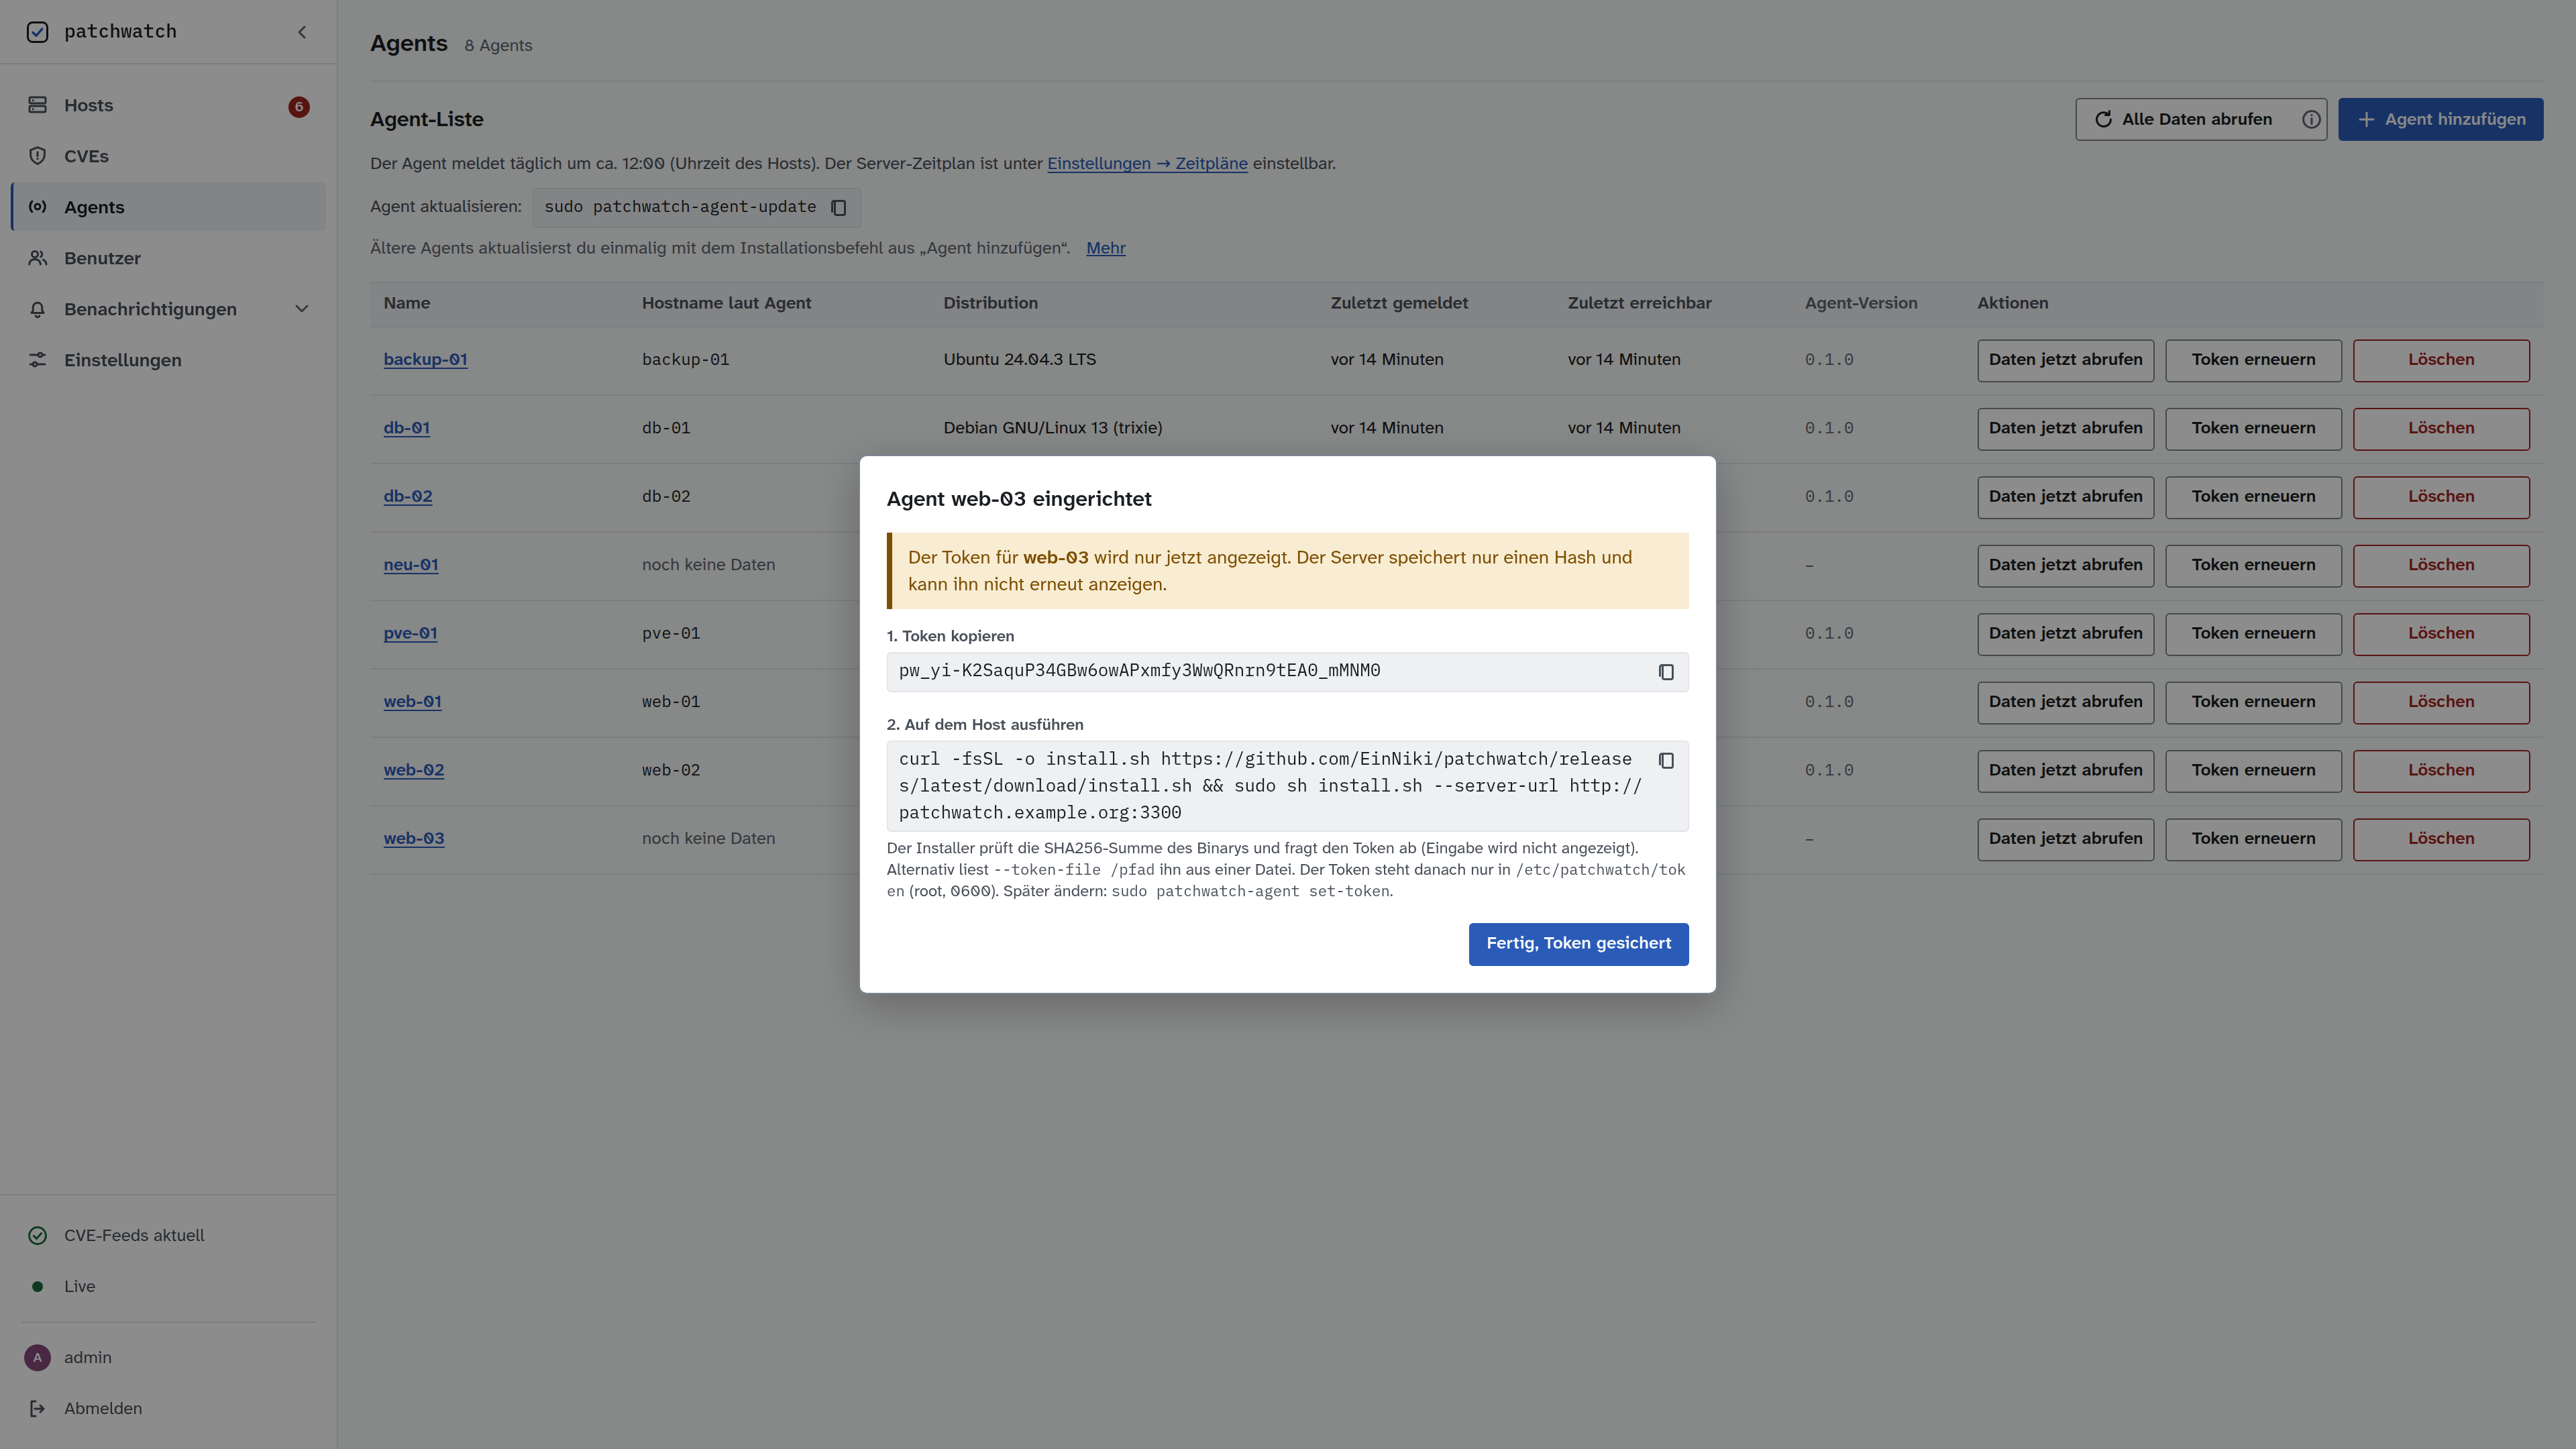 patchwatch
Hosts 6
CVEs
Agents
Benutzer
Benachrichtigungen
Einstellungen
CVE-Feeds aktuell
Live
A admin
Abmelden
Agents 8 Agents
Agent-Liste
Alle Daten abrufen
Agent hinzufügen
Der Agent meldet täglich um ca. 12:00 (Uhrzeit des Hosts). Der Server-Zeitplan ist unter Einstellungen → Zeitpläne einstellbar.
Agent aktualisieren: sudo patchwatch-agent-update
Ältere Agents aktualisierst du einmalig mit dem Installationsbefehl aus „Agent hinzufügen“. Mehr
Name Hostname laut Agent Distribution Zuletzt gemeldet Zuletzt erreichbar Agent-Version Aktionen
backup-01 backup-01 Ubuntu 24.04.3 LTS vor 14 Minuten vor 14 Minuten 0.1.0 Daten jetzt abrufen Token erneuern Löschen
db-01 db-01 Debian GNU/Linux 13 (trixie) vor 14 Minuten vor 14 Minuten 0.1.0 Daten jetzt abrufen Token erneuern Löschen
db-02 db-02 0.1.0 Daten jetzt abrufen Token erneuern Löschen
neu-01 noch keine Daten – Daten jetzt abrufen Token erneuern Löschen
pve-01 pve-01 0.1.0 Daten jetzt abrufen Token erneuern Löschen
web-01 web-01 0.1.0 Daten jetzt abrufen Token erneuern Löschen
web-02 web-02 0.1.0 Daten jetzt abrufen Token erneuern Löschen
web-03 noch keine Daten – Daten jetzt abrufen Token erneuern Löschen
Agent web-03 eingerichtet
Der Token für web-03 wird nur jetzt angezeigt. Der Server speichert nur einen Hash und
kann ihn nicht erneut anzeigen.
1. Token kopieren
pw_yi-K2SaquP34GBw6owAPxmfy3WwQRnrn9tEA0_mMNM0
2. Auf dem Host ausführen
curl -fsSL -o install.sh https://github.com/EinNiki/patchwatch/release
s/latest/download/install.sh && sudo sh install.sh --server-url http://
patchwatch.example.org:3300
Der Installer prüft die SHA256-Summe des Binarys und fragt den Token ab (Eingabe wird nicht angezeigt).
Alternativ liest --token-file /pfad ihn aus einer Datei. Der Token steht danach nur in /etc/patchwatch/tok
en (root, 0600). Später ändern: sudo patchwatch-agent set-token.
Fertig, Token gesichert